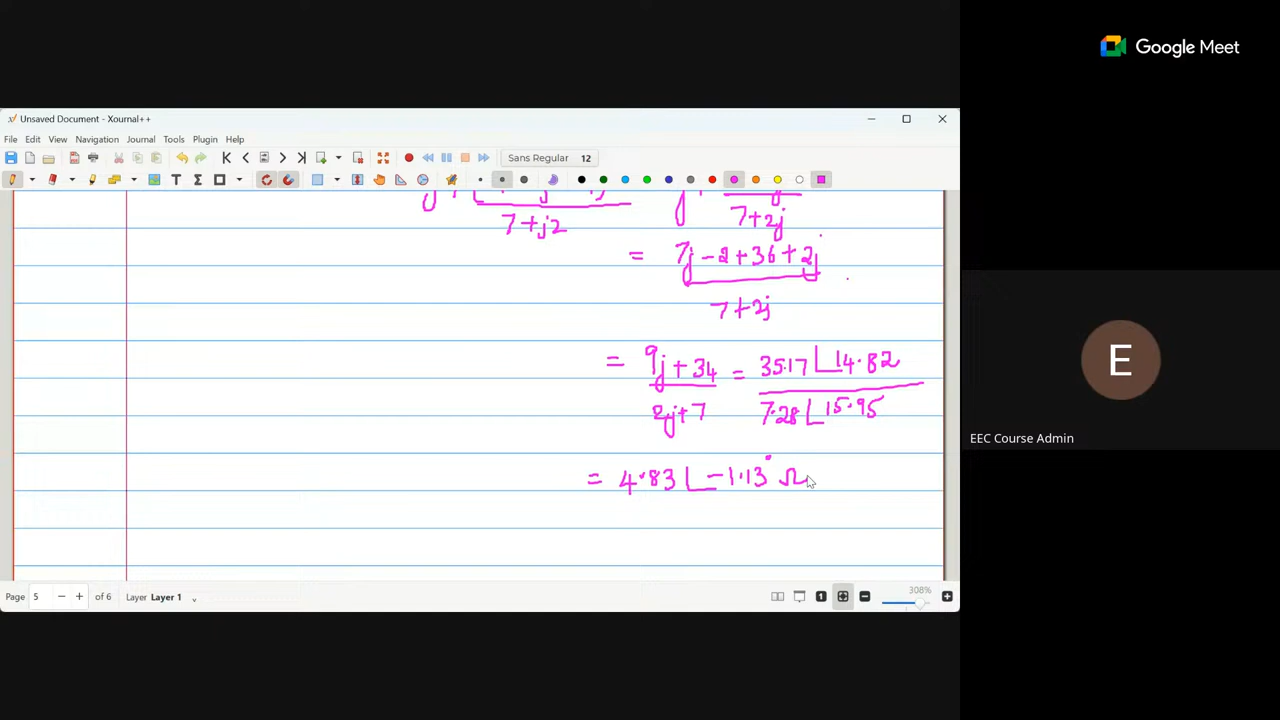 Google Meet
Unsaved Document - Xournal++
File Edit View Navigation Journal Tools Plugin Help
Sans Regular 12
7+j2
7+2j
= 7j-2+36+2j
7+2j
= 9j+34 = 35.17∠14.82
2j+7 7.28∠15.95
= 4.83∠-1.13° Ω
E
EEC Course Admin
Page 5 of 6 Layer Layer 1
308%